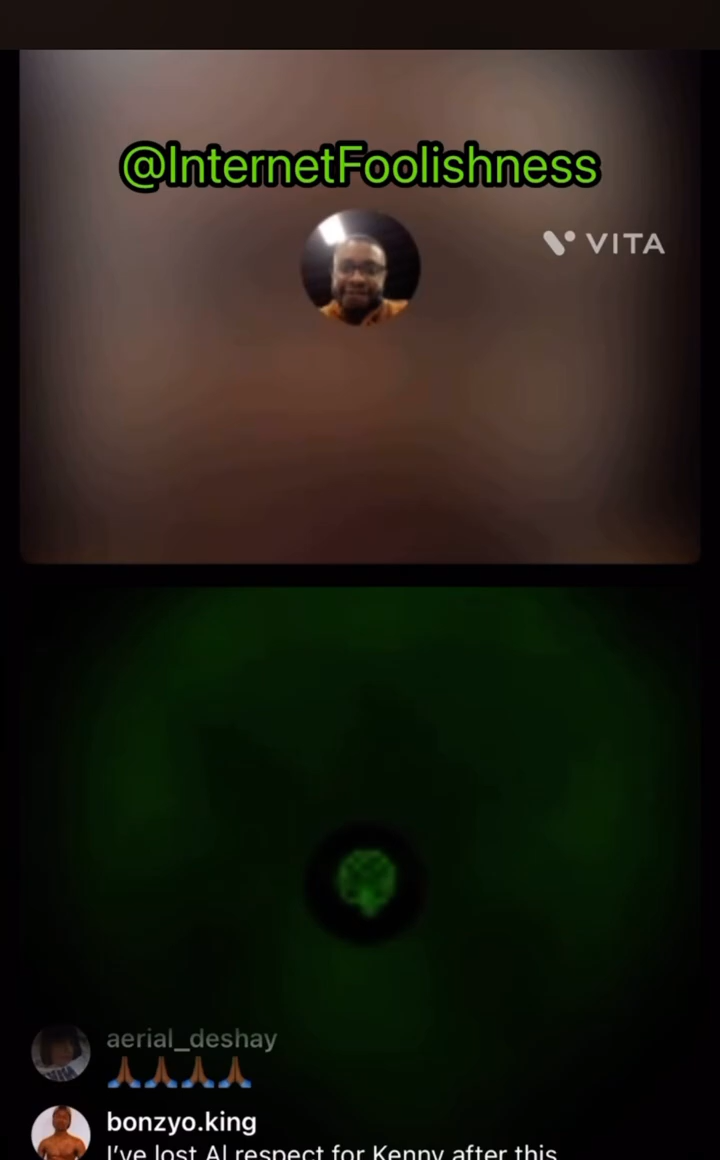 @InternetFoolishness
VITA
aerial_deshay
🙏🏾🙏🏾🙏🏾🙏🏾
bonzyo.king
I've lost Al respect for Kenny after this